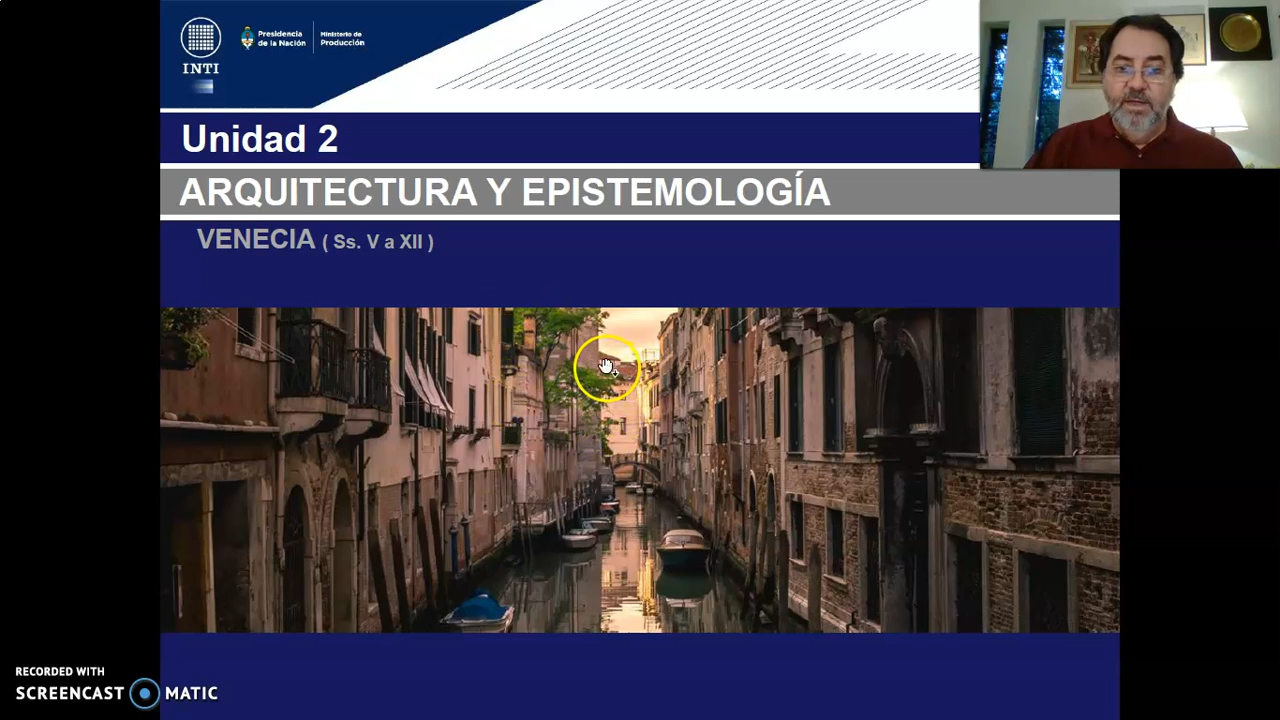 INTI
Presidencia
de la Nación
Ministerio de
Producción
Unidad 2
ARQUITECTURA Y EPISTEMOLOGÍA
VENECIA ( Ss. V a XII )
RECORDED WITH
SCREENCAST MATIC